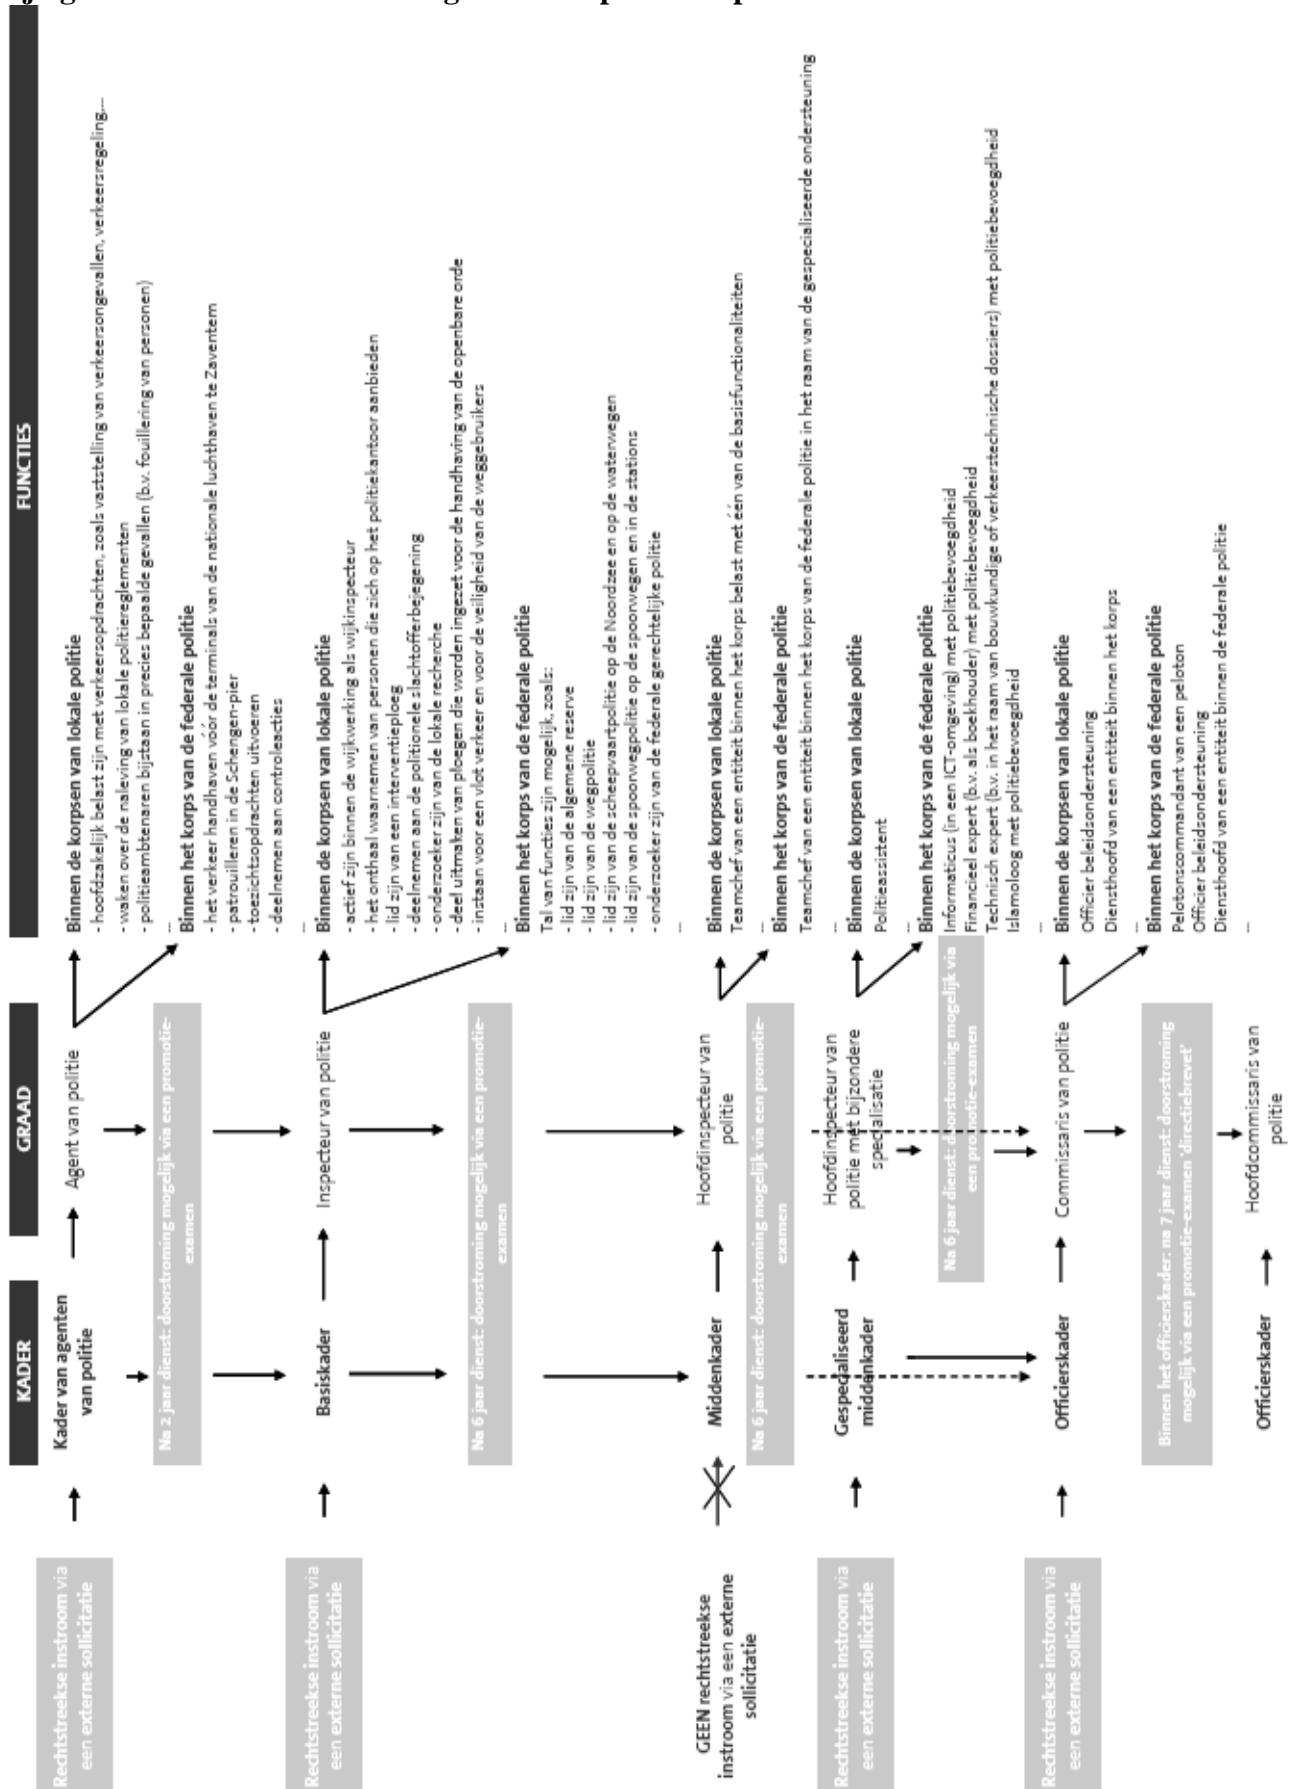 KADER
GRAAD
FUNCTIES
Rechtstreekse instroom via
een externe sollicitatie
Kader van agenten
van politie
Agent van politie
Binnen de korpsen van lokale politie
- hoofdzakelijk belast zijn met verkeersopdrachten, zoals vaststelling van verkeersongevallen, verkeersregeling,...
- waken over de naleving van lokale politiereglementen
- politieambtenaren bijstaan in precies bepaalde gevallen (b.v. fouillering van personen)
...
Binnen het korps van de federale politie
- het verkeer handhaven vóór de terminals van de nationale luchthaven te Zaventem
- patrouilleren in de Schengen-pier
- toezichtsopdrachten uitvoeren
- deelnemen aan controleacties
...
Na 2 jaar dienst: doorstroming mogelijk via een promotie-
examen
Rechtstreekse instroom via
een externe sollicitatie
Basiskader
Inspecteur van politie
Binnen de korpsen van lokale politie
- actief zijn binnen de wijkwerking als wijkinspecteur
- het onthaal waarnemen van personen die zich op het politiekantoor aanbieden
- lid zijn van een interventieploeg
- deelnemen aan de politionele slachtofferbejegening
- onderzoeker zijn van de lokale recherche
- deel uitmaken van ploegen die worden ingezet voor de handhaving van de openbare orde
- instaan voor een vlot verkeer en voor de veiligheid van de weggebruikers
...
Binnen het korps van de federale politie
Tal van functies zijn mogelijk, zoals:
- lid zijn van de algemene reserve
- lid zijn van de wegpolitie
- lid zijn van de scheepvaartpolitie op de Noordzee en op de waterwegen
- lid zijn van de spoorwegpolitie op de spoorwegen en in de stations
- onderzoeker zijn van de federale gerechtelijke politie
...
Na 6 jaar dienst: doorstroming mogelijk via een promotie-
examen
GEEN rechtstreekse
instroom via een externe
sollicitatie
Middenkader
Hoofdinspecteur van
politie
Binnen de korpsen van lokale politie
Teamchef van een entiteit binnen het korps belast met één van de basisfunctionaliteiten
...
Binnen het korps van de federale politie
Teamchef van een entiteit binnen het korps van de federale politie in het raam van de gespecialiseerde ondersteuning
...
Na 6 jaar dienst: doorstroming mogelijk via een promotie-
examen
Rechtstreekse instroom via
een externe sollicitatie
Gespecialiseerd
middenkader
Hoofdinspecteur van
politie met bijzondere
specialisatie
Binnen de korpsen van lokale politie
Politieassistent
...
Binnen het korps van de federale politie
Informaticus (in een ICT-omgeving) met politiebevoegdheid
Financieel expert (b.v. als boekhouder) met politiebevoegdheid
Technisch expert (b.v. in het raam van bouwkundige of verkeerstechnische dossiers) met politiebevoegdheid
Islamoloog met politiebevoegdheid
...
Na 6 jaar dienst: doorstroming mogelijk via
een promotie-examen
Rechtstreekse instroom via
een externe sollicitatie
Officierskader
Commissaris van politie
Binnen de korpsen van lokale politie
Officier beleidsondersteuning
Diensthoofd van een entiteit binnen het korps
...
Binnen het korps van de federale politie
Pelotonscommandant van een peloton
Officier beleidsondersteuning
Diensthoofd van een entiteit binnen de federale politie
...
Binnen het officierskader: na 7 jaar dienst: doorstroming
mogelijk via een promotie-examen 'directiebrevet'
Officierskader
Hoofdcommissaris van
politie